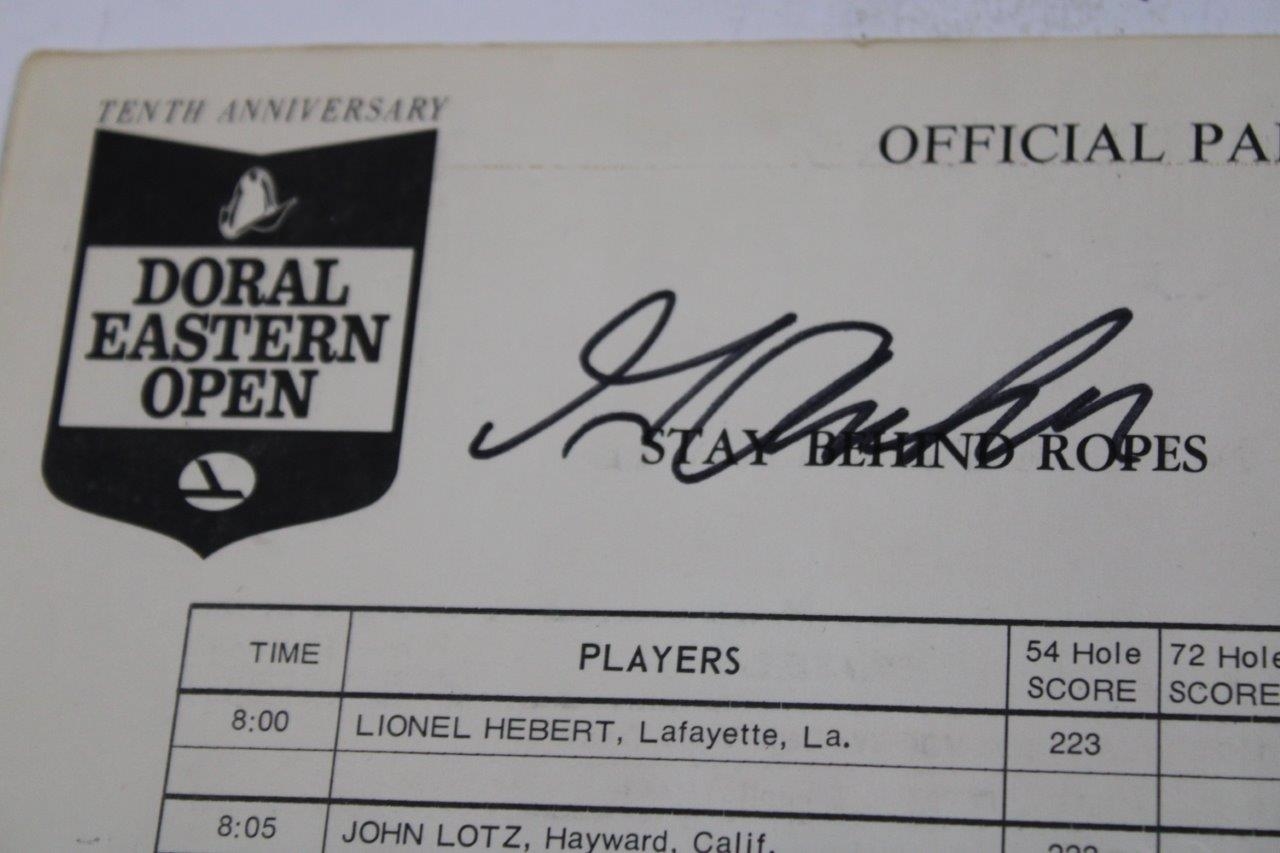 TENTH ANNIVERSARY
OFFICIAL PAI
DORAL
EASTERN
OPEN
STAY BEHIND ROPES
TIME PLAYERS 54 Hole SCORE 72 Hole SCORE
8:00 LIONEL HEBERT, Lafayette, La. 223
8:05 JOHN LOTZ, Hayward, Calif.